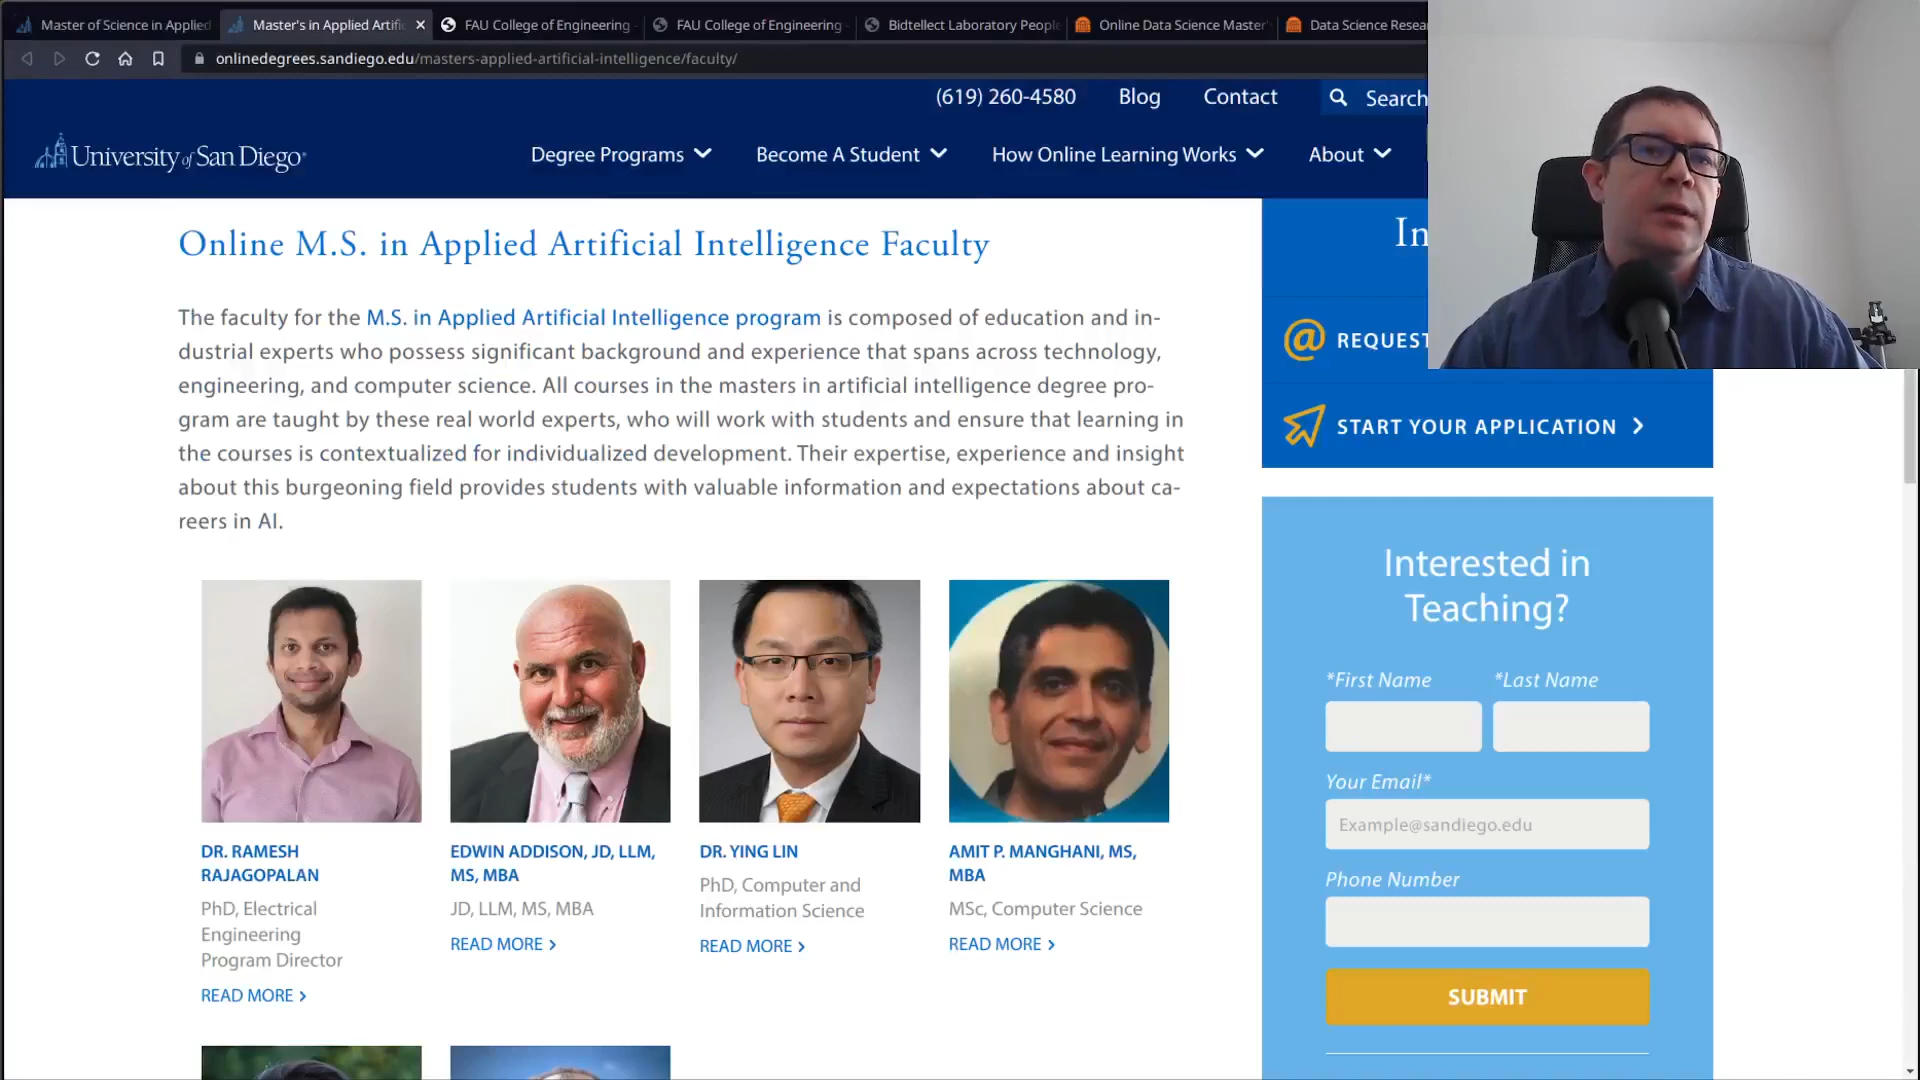 Master of Science in Applied
Master's in Applied Artifi
FAU College of Engineering -
FAU College of Engineering -
Bidtellect Laboratory People
Online Data Science Master'
Data Science Resea
onlinedegrees.sandiego.edu/masters-applied-artificial-intelligence/faculty/
(619) 260-4580
Blog
Contact
Search
University of San Diego
Degree Programs
Become A Student
How Online Learning Works
About
Online M.S. in Applied Artificial Intelligence Faculty
The faculty for the M.S. in Applied Artificial Intelligence program is composed of education and in-
dustrial experts who possess significant background and experience that spans across technology,
engineering, and computer science. All courses in the masters in artificial intelligence degree pro-
gram are taught by these real world experts, who will work with students and ensure that learning in
the courses is contextualized for individualized development. Their expertise, experience and insight
about this burgeoning field provides students with valuable information and expectations about ca-
reers in AI.
DR. RAMESH
RAJAGOPALAN
PhD, Electrical
Engineering
Program Director
READ MORE
EDWIN ADDISON, JD, LLM,
MS, MBA
JD, LLM, MS, MBA
READ MORE
DR. YING LIN
PhD, Computer and
Information Science
READ MORE
AMIT P. MANGHANI, MS,
MBA
MSc, Computer Science
READ MORE
In
@ REQUEST
START YOUR APPLICATION
Interested in
Teaching?
*First Name
*Last Name
Your Email*
Example@sandiego.edu
Phone Number
SUBMIT